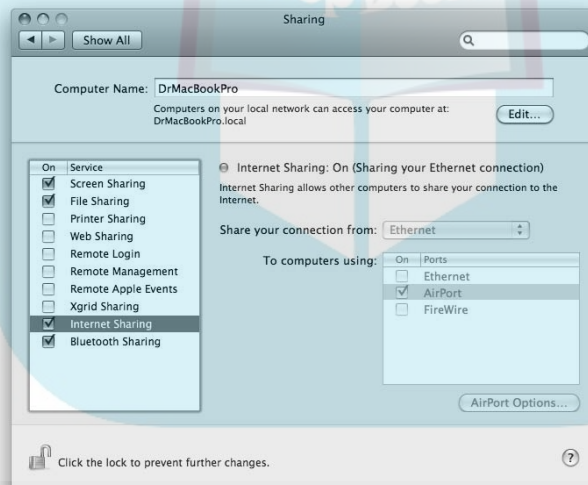 Sharing
Show All
Computer Name: DrMacBookPro
Computers on your local network can access your computer at:
DrMacBookPro.local
Edit...
On Service
Screen Sharing
File Sharing
Printer Sharing
Web Sharing
Remote Login
Remote Management
Remote Apple Events
Xgrid Sharing
Internet Sharing
Bluetooth Sharing
Internet Sharing: On (Sharing your Ethernet connection)
Internet Sharing allows other computers to share your connection to the
Internet.
Share your connection from: Ethernet
To computers using:
On Ports
Ethernet
AirPort
FireWire
AirPort Options...
Click the lock to prevent further changes.
?